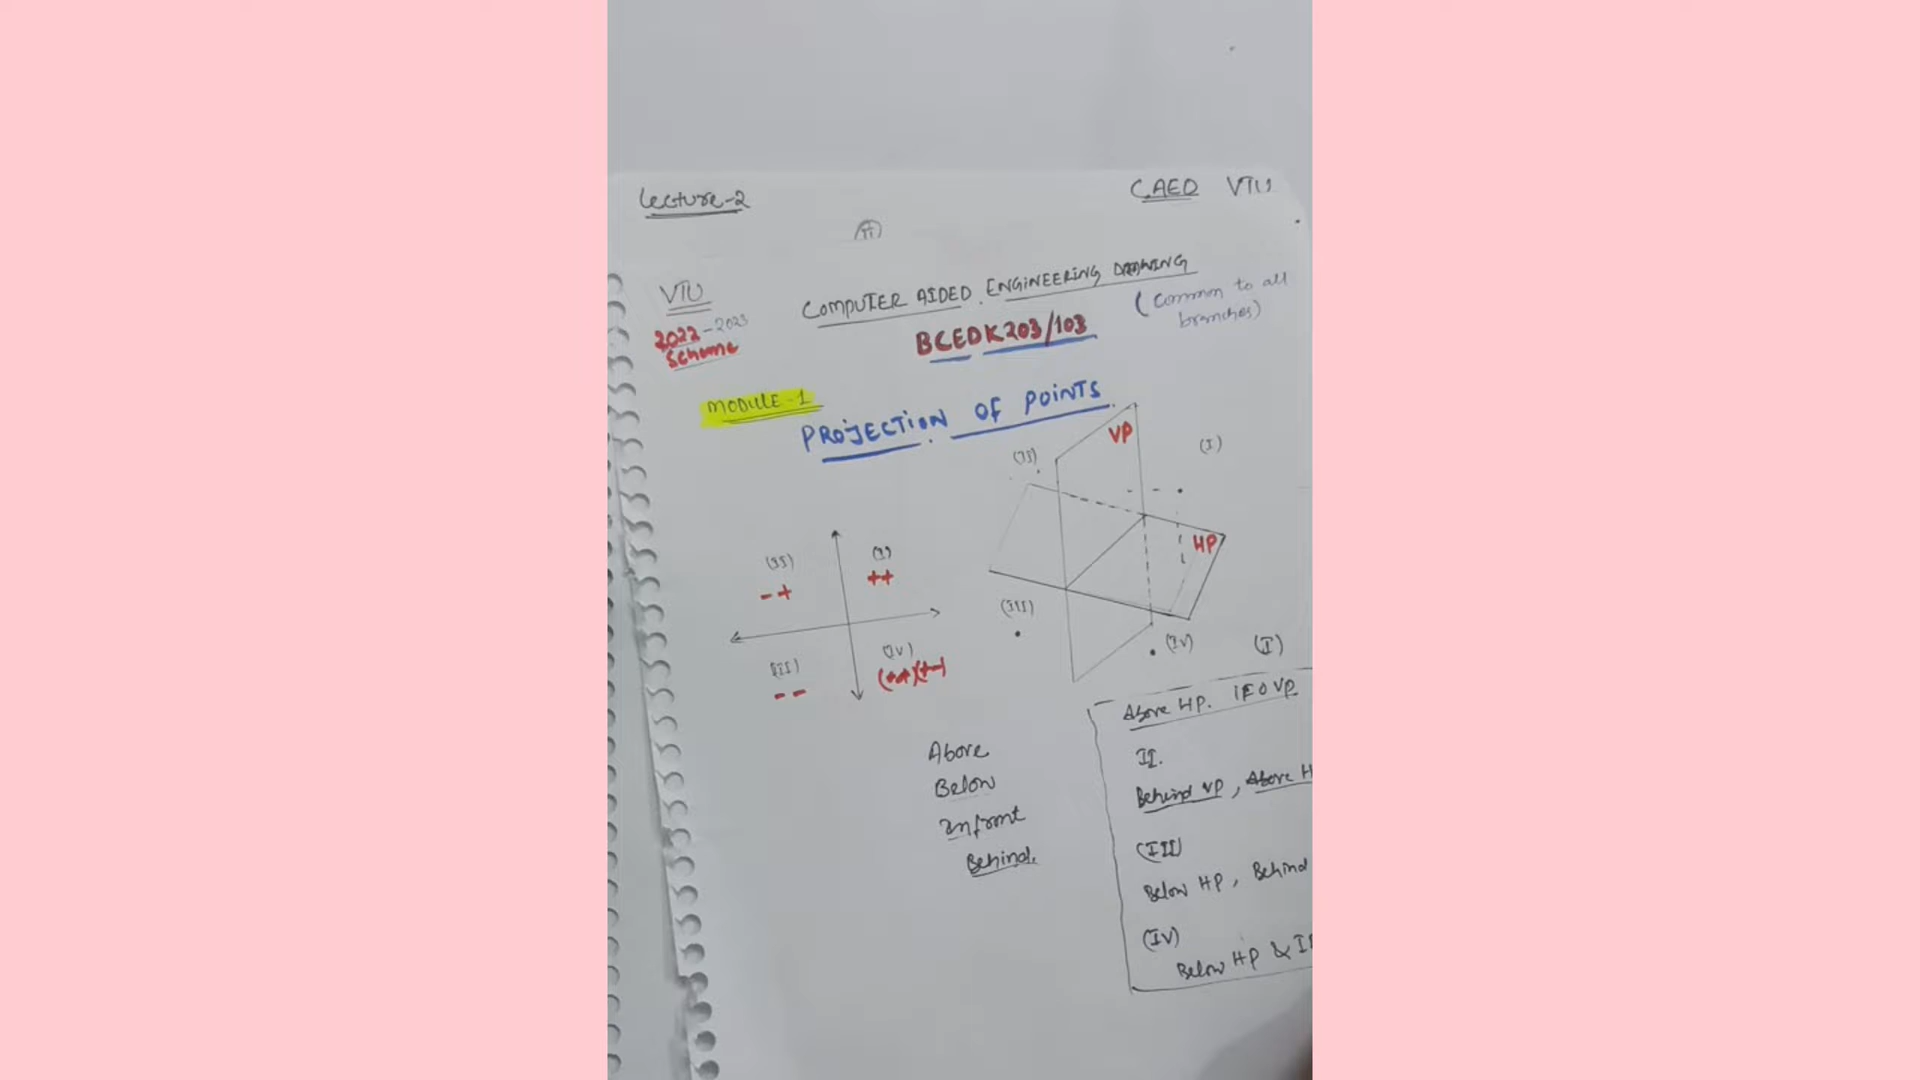 Lecture-2
CAED VTU
VTU
2022-2023
Scheme
COMPUTER AIDED ENGINEERING DRAWING
(Common to all
branches)
BCEDK203/103
MODULE-1
PROJECTION OF POINTS
VP
(I)
(II)
HP
(III)
(IV)
(II)
(I)
-+
++
(III)
(IV)
--
(+-)
(I)
Above HP. IFO VP
II.
Behind VP, Above H
(III)
Below HP, Behind
(IV)
Below HP & I
Above
Below
Infront
Behind.